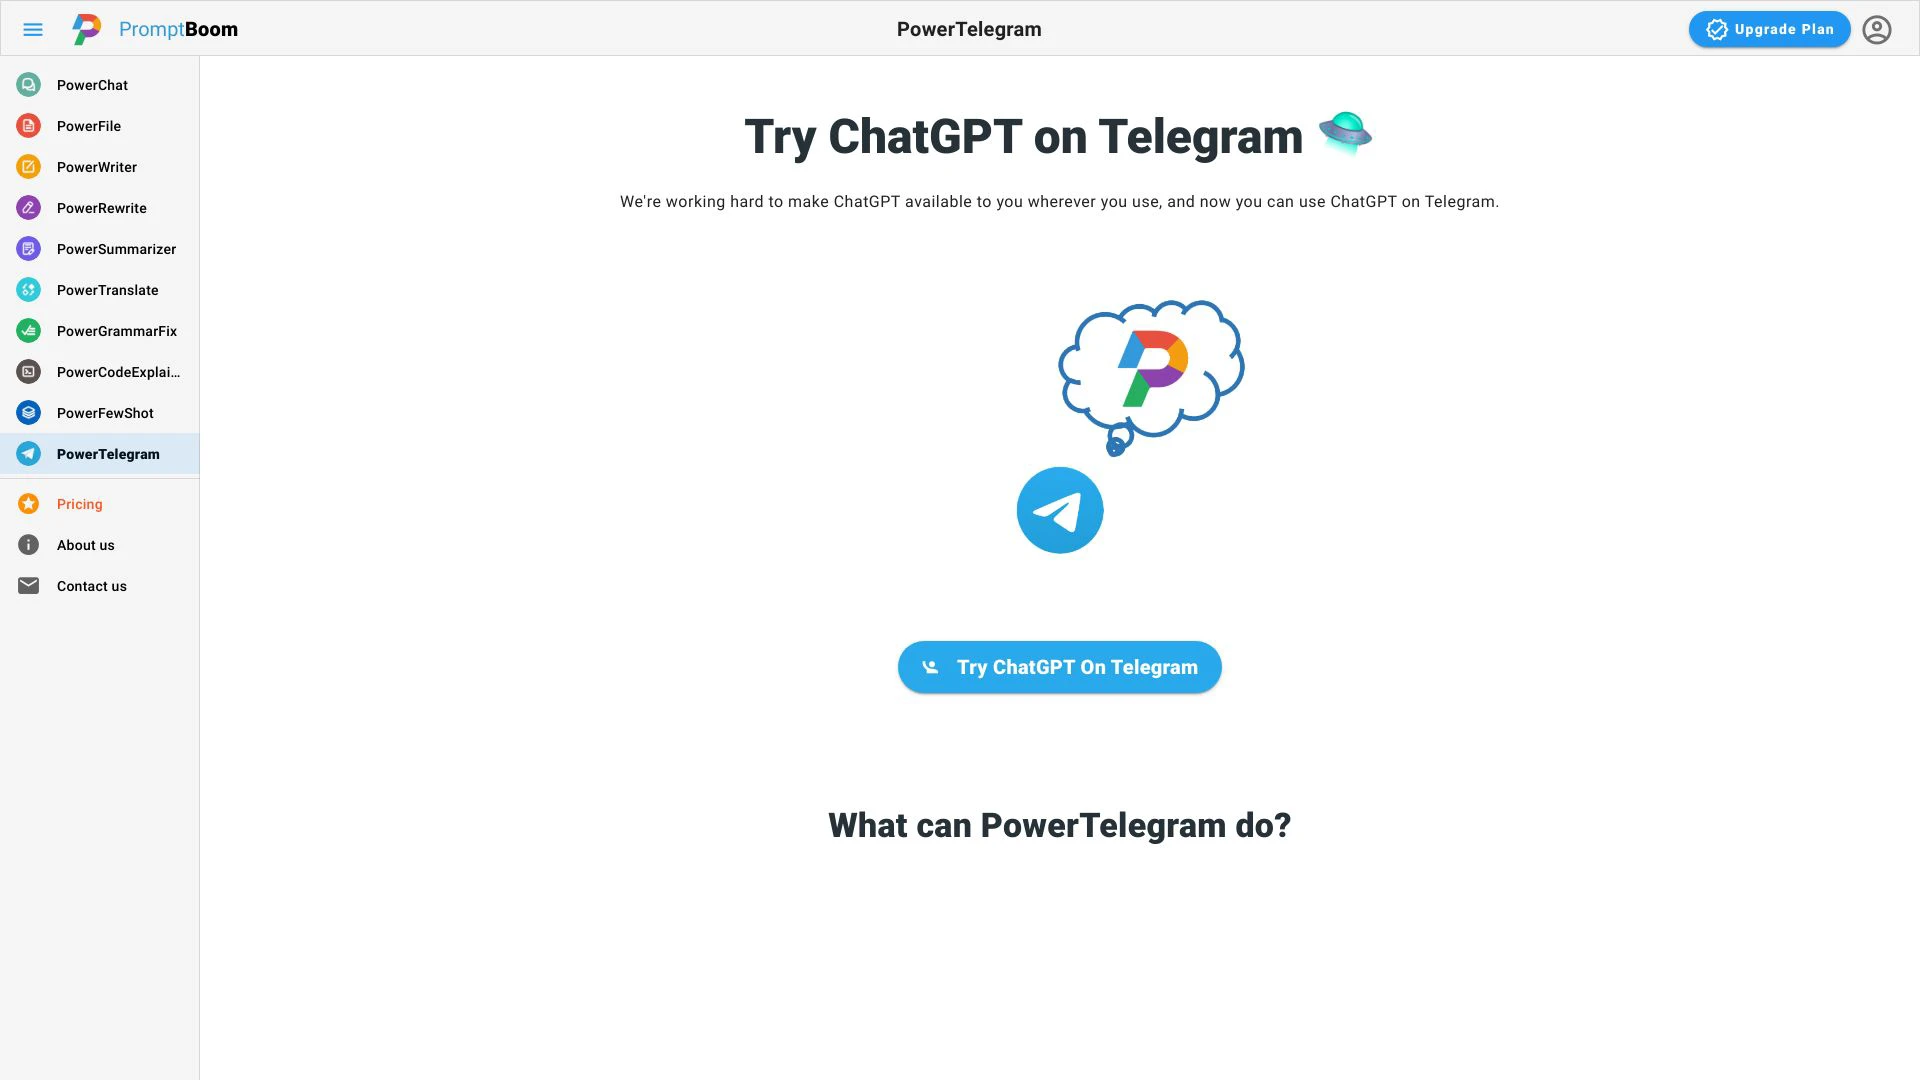 PromptBoom
PowerTelegram
Upgrade Plan
PowerChat
PowerFile
PowerWriter
PowerRewrite
PowerSummarizer
PowerTranslate
PowerGrammarFix
PowerCodeExplai...
PowerFewShot
PowerTelegram
Pricing
About us
Contact us
Try ChatGPT on Telegram 🛸
We're working hard to make ChatGPT available to you wherever you use, and now you can use ChatGPT on Telegram.
Try ChatGPT On Telegram
What can PowerTelegram do?